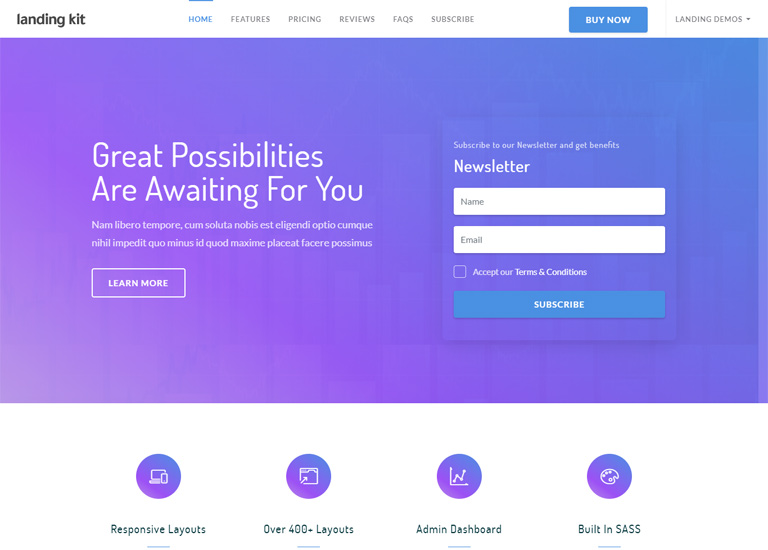 landing kit
HOME FEATURES PRICING REVIEWS FAQS SUBSCRIBE
BUY NOW
LANDING DEMOS
Great Possibilities
Are Awaiting For You
Nam libero tempore, cum soluta nobis est eligendi optio cumque
nihil impedit quo minus id quod maxime placeat facere possimus
LEARN MORE
Subscribe to our Newsletter and get benefits
Newsletter
Name
Email
Accept our Terms & Conditions
SUBSCRIBE
Responsive Layouts
Over 400+ Layouts
Admin Dashboard
Built In SASS